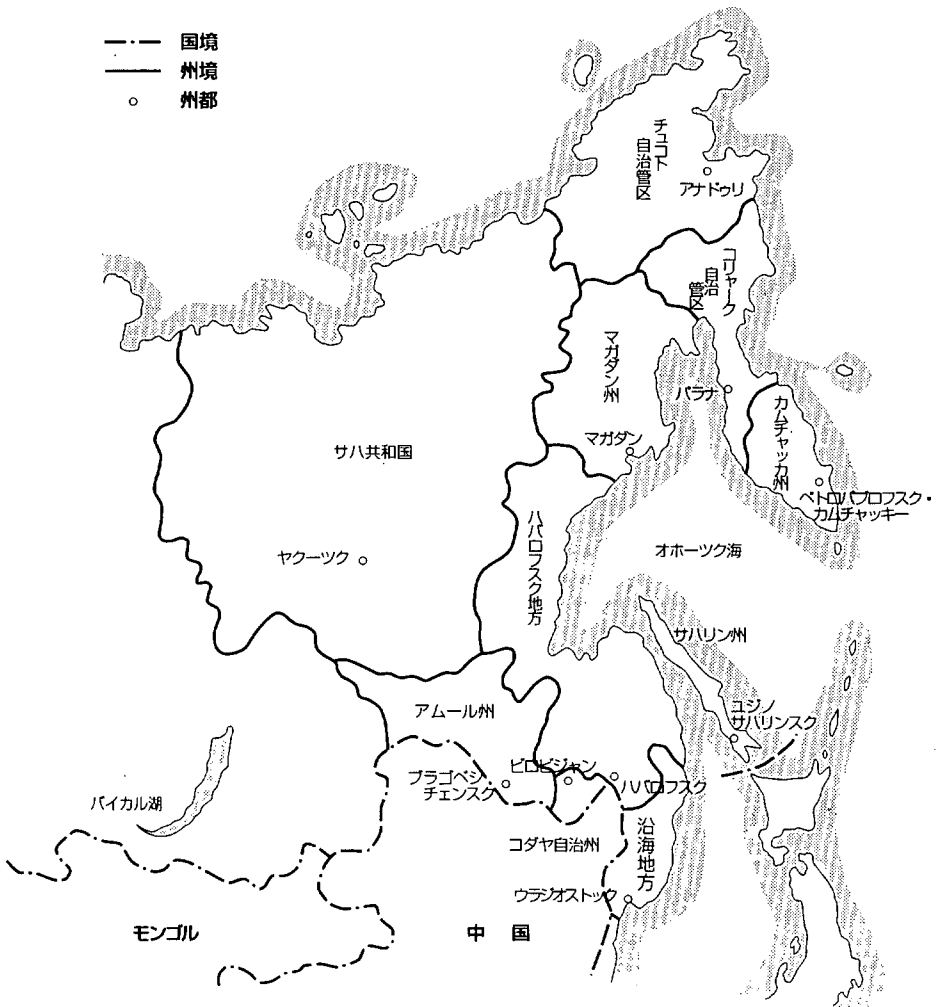 国境
州境
州都
チュコト
自治管区
アナドゥリ
コリャーク
自治
管区
マガダン州
パラナ
カムチャッカ州
マガダン
ペトロパブロフスク・
カムチャッキー
サハ共和国
ハバロフスク地方
オホーツク海
ヤクーツク
サハリン州
アムール州
ユジノ
サハリンスク
ビロビジャン
ブラゴベシ
チェンスク
ハバロフスク
バイカル湖
コダヤ自治州
沿海地方
ウラジオストック
モンゴル
中国